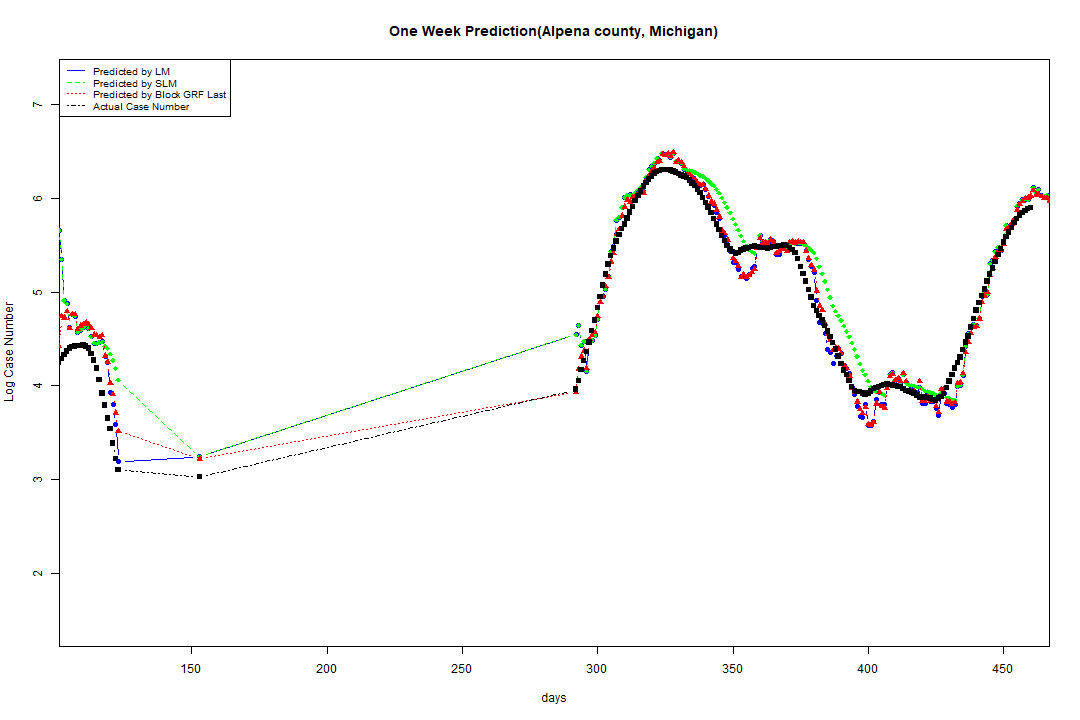 One Week Prediction(Alpena county, Michigan)
Predicted by LM
Predicted by SLM
Predicted by Block GRF Last
Actual Case Number
7
6
5
4
3
2
Log Case Number
150 200 250 300 350 400 450
days